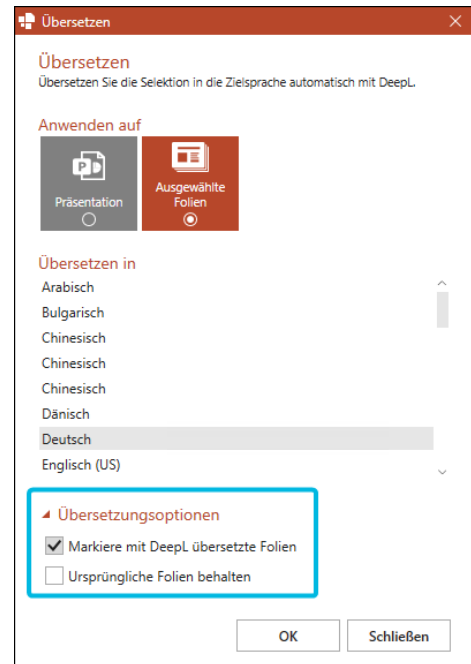 Übersetzen
Übersetzen
Übersetzen Sie die Selektion in die Zielsprache automatisch mit DeepL.
Anwenden auf
Präsentation
Ausgewählte
Folien
Übersetzen in
Arabisch
Bulgarisch
Chinesisch
Chinesisch
Chinesisch
Dänisch
Deutsch
Englisch (US)
Übersetzungsoptionen
Markiere mit DeepL übersetzte Folien
Ursprüngliche Folien behalten
OK Schließen